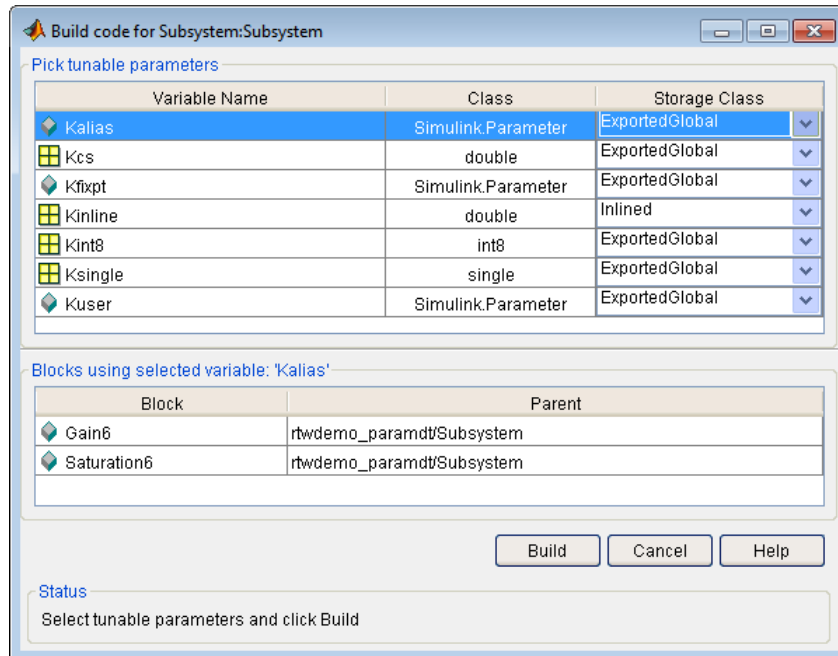 Build code for Subsystem:Subsystem
Pick tunable parameters
Variable Name Class Storage Class
Kalias Simulink.Parameter ExportedGlobal
Kcs double ExportedGlobal
Kfixpt Simulink.Parameter ExportedGlobal
Kinline double Inlined
Kint8 int8 ExportedGlobal
Ksingle single ExportedGlobal
Kuser Simulink.Parameter ExportedGlobal
Blocks using selected variable: 'Kalias'
Block Parent
Gain6 rtwdemo_paramdt/Subsystem
Saturation6 rtwdemo_paramdt/Subsystem
Build Cancel Help
Status
Select tunable parameters and click Build